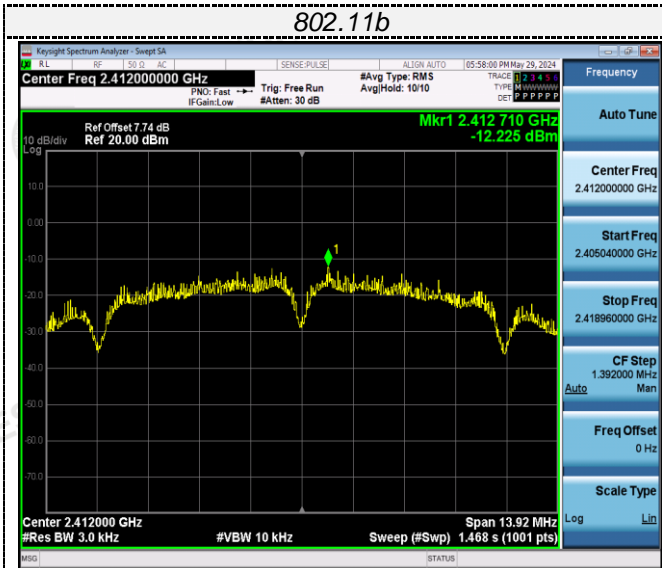 802.11b
Keysight Spectrum Analyzer - Swept SA
RL RF 50 Ω AC SENSE:PULSE ALIGN AUTO 05:58:00 PM May 29, 2024
Center Freq 2.412000000 GHz
PNO: Fast
IFGain:Low
Trig: Free Run
#Atten: 30 dB
#Avg Type: RMS
Avg|Hold: 10/10
TRACE 1 2 3 4 5 6
TYPE M W W W W W
DET P P P P P P
Frequency
Mkr1 2.412 710 GHz
-12.225 dBm
Ref Offset 7.74 dB
10 dB/div Ref 20.00 dBm
Log
10.0
0.00
-10.0
-20.0
-30.0
-40.0
-50.0
-60.0
-70.0
1
Center 2.412000 GHz Span 13.92 MHz
#Res BW 3.0 kHz #VBW 10 kHz Sweep (#Swp) 1.468 s (1001 pts)
MSG STATUS
Auto Tune
Center Freq
2.412000000 GHz
Start Freq
2.405040000 GHz
Stop Freq
2.418960000 GHz
CF Step
1.392000 MHz
Auto Man
Freq Offset
0 Hz
Scale Type
Log Lin